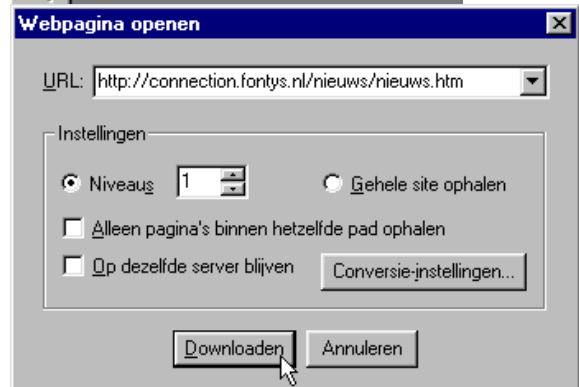 Webpagina openen
URL: http://connection.fontys.nl/nieuws/nieuws.htm
Instellingen
Niveaus 1 Gehele site ophalen
Alleen pagina's binnen hetzelfde pad ophalen
Op dezelfde server blijven Conversie-instellingen...
Downloaden Annuleren